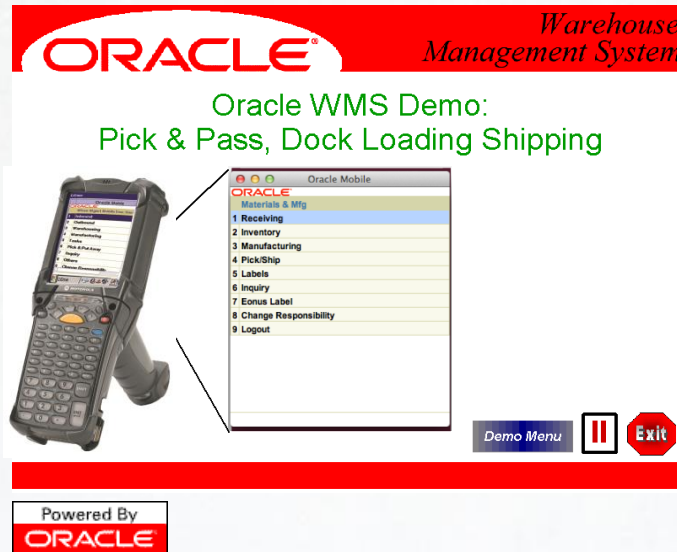 ORACLE®
Warehouse
Management System
Oracle WMS Demo:
Pick & Pass, Dock Loading Shipping
Oracle Mobile
ORACLE
Materials & Mfg
1 Receiving
2 Inventory
3 Manufacturing
4 Pick/Ship
5 Labels
6 Inquiry
7 Eonus Label
8 Change Responsibility
9 Logout
Demo Menu
Exit
Powered By
ORACLE